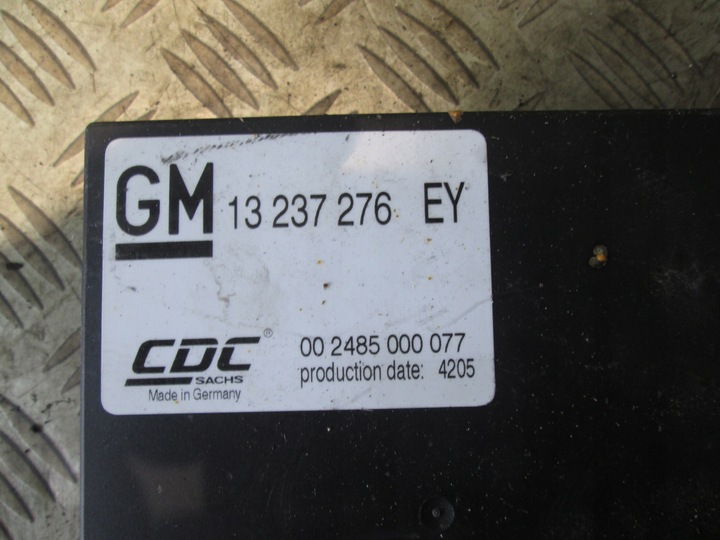 GM 13 237 276 EY
CDC® 00 2485 000 077
SACHS production date: 4205
Made in Germany